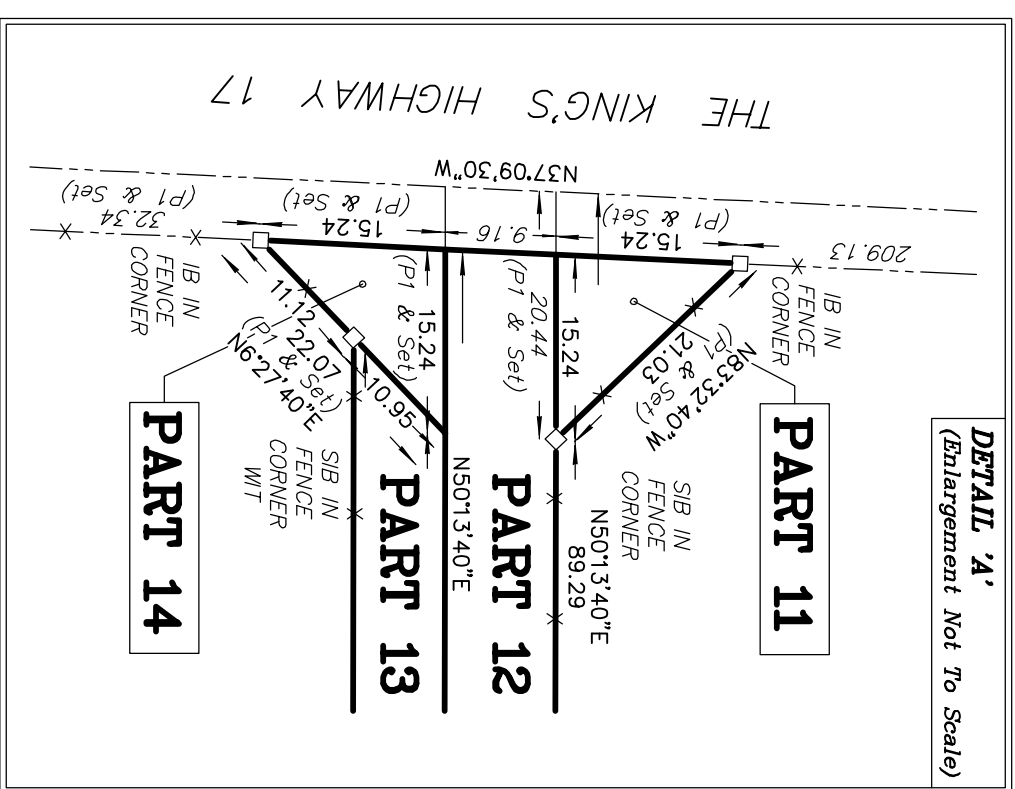 DETAIL 'A'
(Enlargement Not To Scale)
THE KING'S HIGHWAY 17
N37°09'30"W
209.13
15.24
(P1 & Set)
9.16
15.24
(P1 & Set)
32.34
(P1 & Set)
IB IN
FENCE
CORNER
N83°32'40"W
21.03
(P1 & Set)
PART 11
SIB IN
FENCE
CORNER
N50°13'40"E
89.29
15.24
20.44
(P1 & Set)
PART 12
N50°13'40"E
15.24
(P1 & Set)
PART 13
10.95
11.12
22.07
(P1 & Set)
N6°27'40"E
SIB IN
FENCE
CORNER
WIT
IB IN
FENCE
CORNER
PART 14